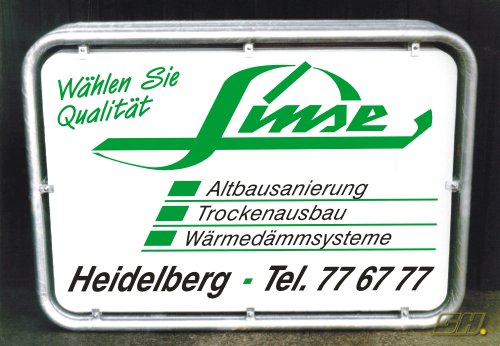 Wählen Sie
Qualität
Linse
Altbausanierung
Trockenausbau
Wärmedämmsysteme
Heidelberg - Tel. 77 67 77